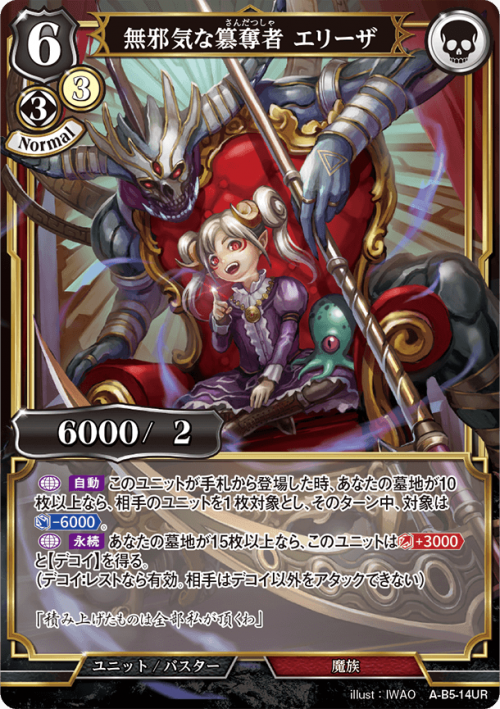 6
さんだつしゃ
無邪気な簒奪者 エリーザ
3
3
Normal
6000/ 2
自動 このユニットが手札から登場した時、あなたの墓地が10
枚以上なら、相手のユニットを1枚対象とし、そのターン中、対象は
-6000。
永続 あなたの墓地が15枚以上なら、このユニットは+3000
と【デコイ】を得る。
(デコイ:レストなら有効。相手はデコイ以外をアタックできない)
「積み上げたものは全部私が頂くわ」
ユニット / バスター 魔族
illust：IWAO A-B5-14UR